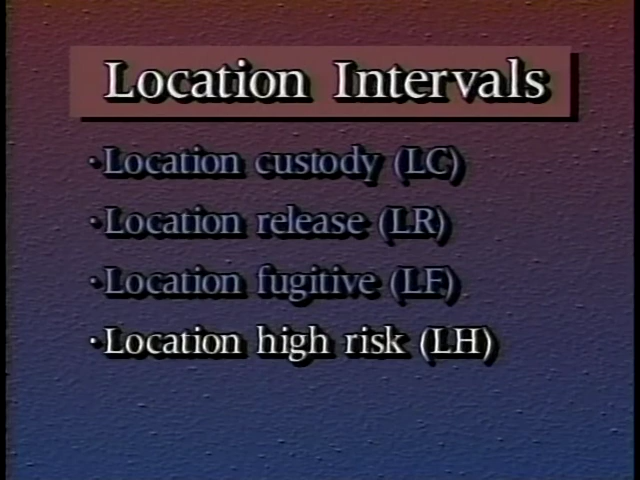 Location Intervals
·Location custody (LC)
·Location release (LR)
·Location fugitive (LF)
·Location high risk (LH)